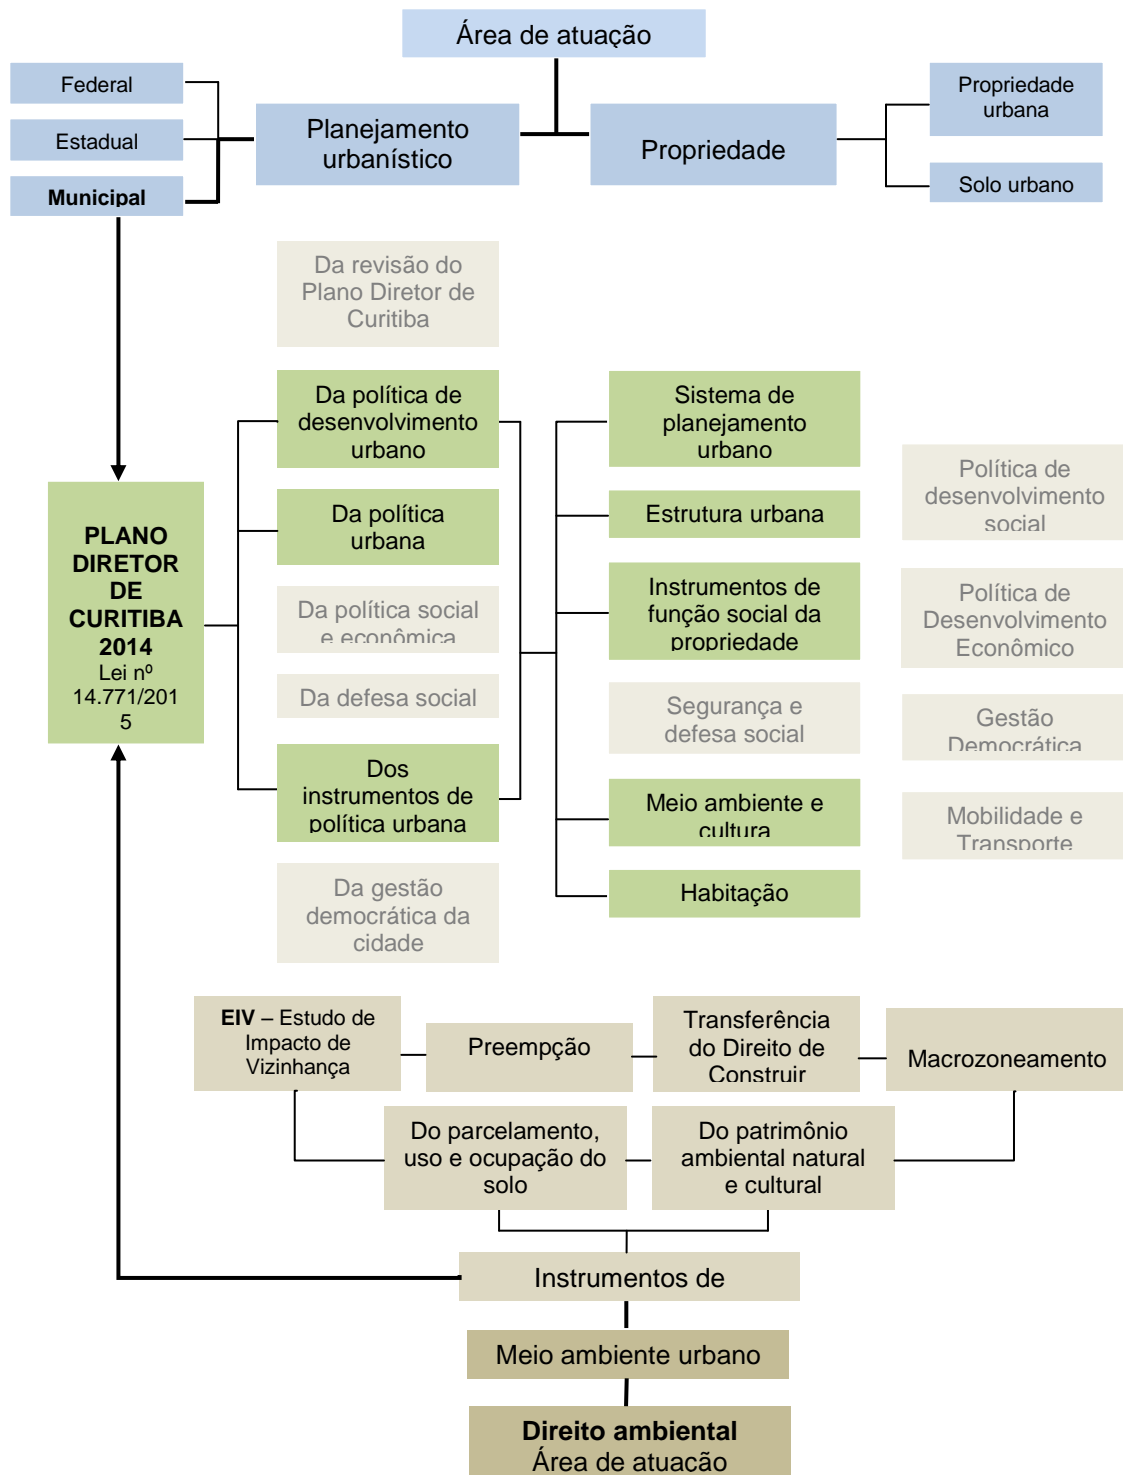 Área de atuação
Federal
Estadual
Municipal
Planejamento
urbanístico
Propriedade
Propriedade
urbana
Solo urbano
Da revisão do
Plano Diretor de
Curitiba
Da política de
desenvolvimento
urbano
Da política
urbana
Da política social
e econômica
Da defesa social
Dos
instrumentos de
política urbana
Da gestão
democrática da
cidade
PLANO
DIRETOR
DE
CURITIBA
2014
Lei nº
14.771/201
5
Sistema de
planejamento
urbano
Estrutura urbana
Instrumentos de
função social da
propriedade
Segurança e
defesa social
Meio ambiente e
cultura
Habitação
Política de
desenvolvimento
social
Política de
Desenvolvimento
Econômico
Gestão
Democrática
Mobilidade e
Transporte
EIV – Estudo de
Impacto de
Vizinhança
Preempção
Transferência
do Direito de
Construir
Macrozoneamento
Do parcelamento,
uso e ocupação do
solo
Do patrimônio
ambiental natural
e cultural
Instrumentos de
Meio ambiente urbano
Direito ambiental
Área de atuação